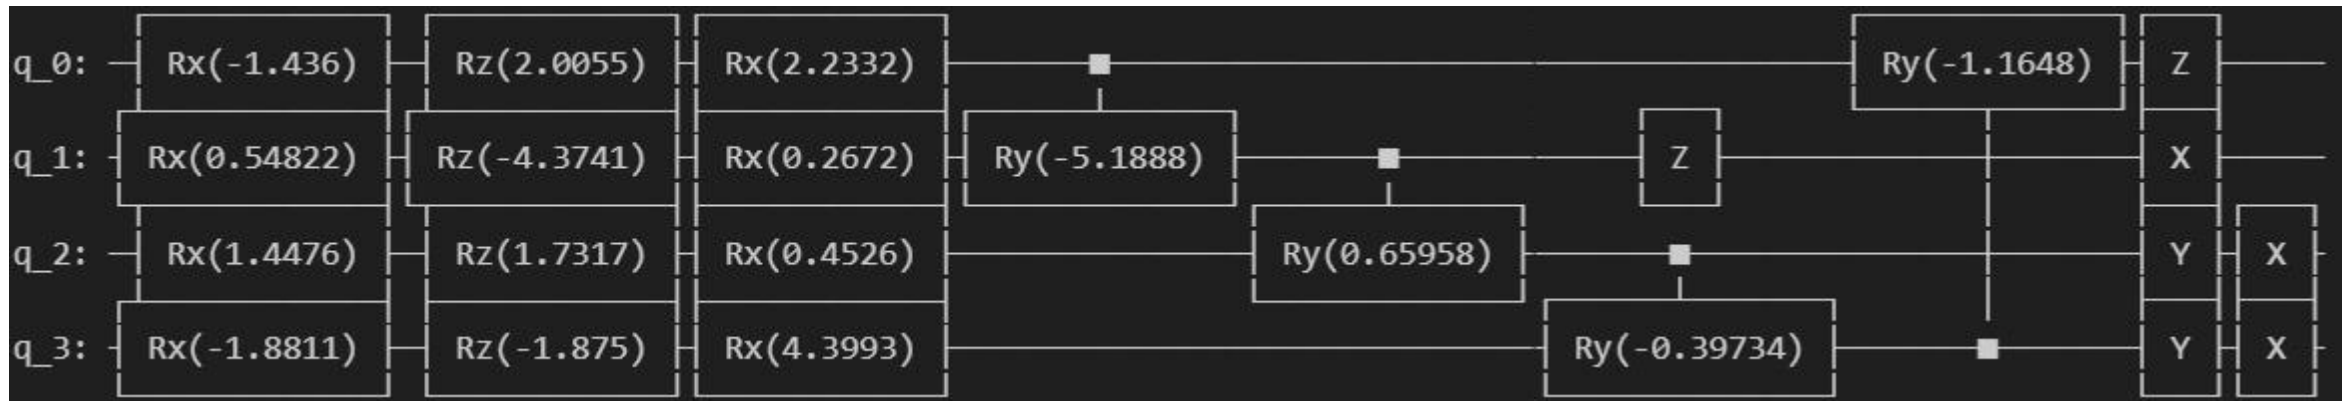 q_0: Rx(-1.436) Rz(2.0055) Rx(2.2332) Ry(-1.1648) Z
q_1: Rx(0.54822) Rz(-4.3741) Rx(0.2672) Ry(-5.1888) Z X
q_2: Rx(1.4476) Rz(1.7317) Rx(0.4526) Ry(0.65958) Y X
q_3: Rx(-1.8811) Rz(-1.875) Rx(4.3993) Ry(-0.39734) Y X